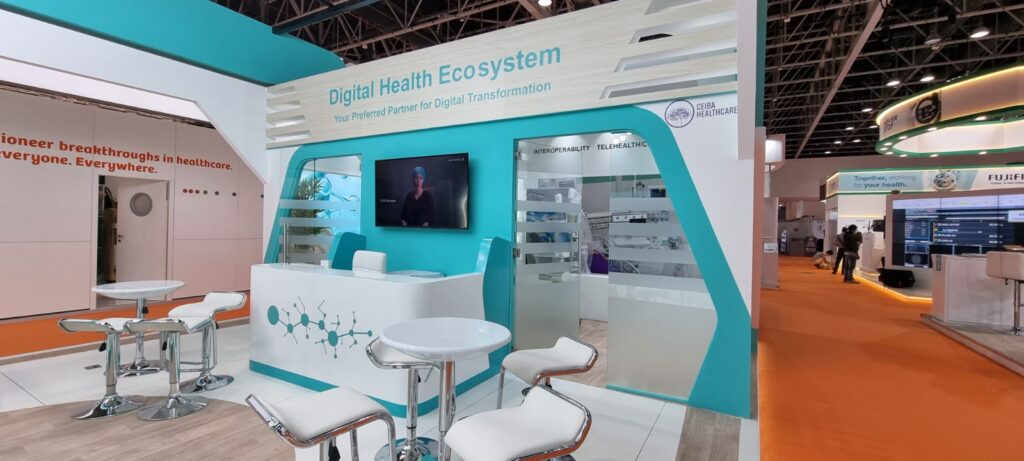 Digital Health Ecosystem
Your Preferred Partner for Digital Transformation
CEIBA
HEALTHCARE
INTEROPERABILITY TELEHEALTH/C
ioneer breakthroughs in healthcare.
everyone. Everywhere.
Together, working
for your health.
FUJIFI